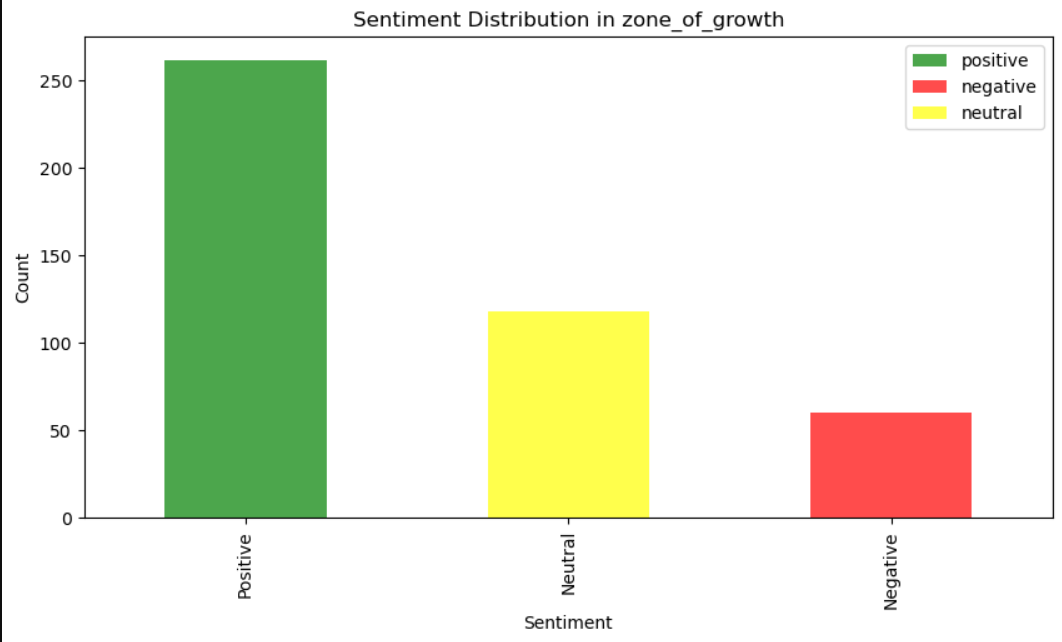 Sentiment Distribution in zone_of_growth
positive
negative
neutral
250
200
150
100
50
0
Count
Positive
Neutral
Negative
Sentiment